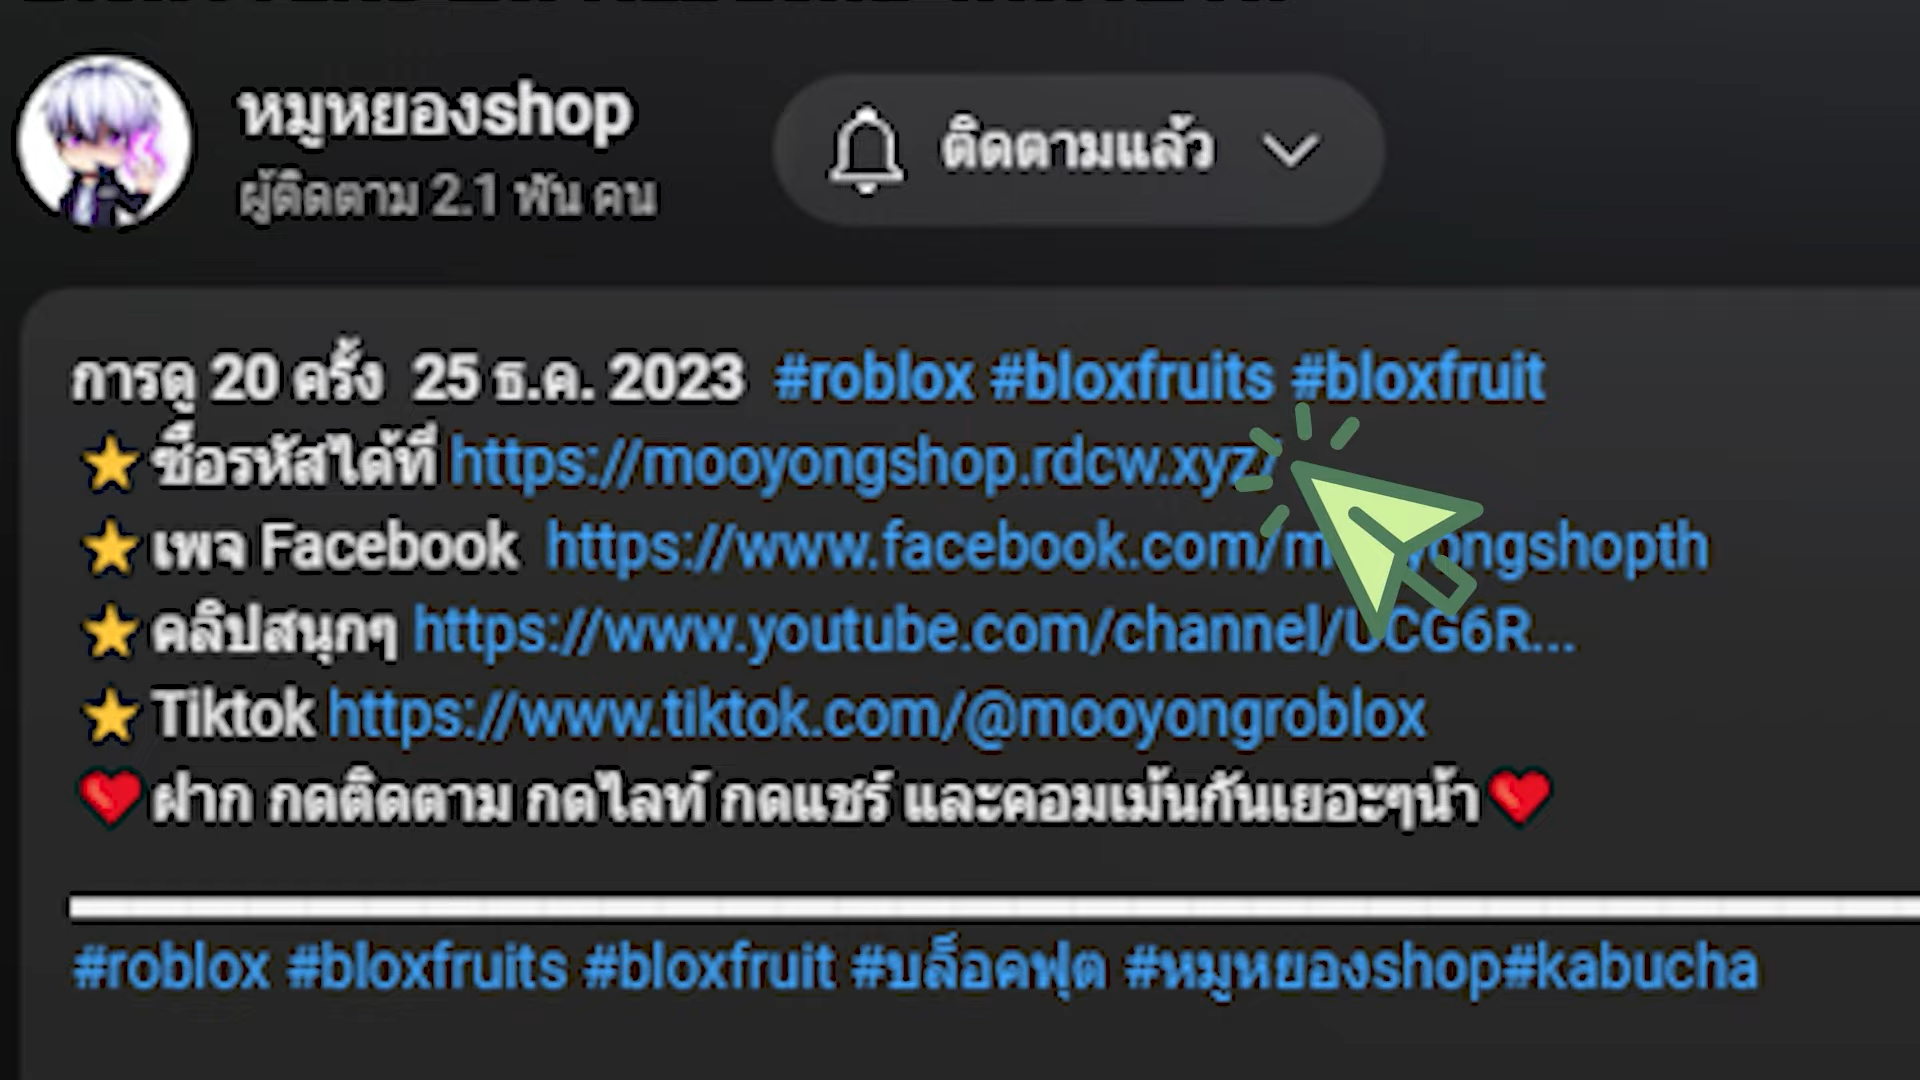 หมูหยองshop
ผู้ติดตาม 2.1 พัน คน
ติดตามแล้ว
การดู 20 ครั้ง 25 ธ.ค. 2023 #roblox #bloxfruits #bloxfruit
ซื้อรหัสได้ที่ https://mooyongshop.rdcw.xyz/
เพจ Facebook https://www.facebook.com/mooyongshopth
คลิปสนุกๆ https://www.youtube.com/channel/UCG6R...
Tiktok https://www.tiktok.com/@mooyongroblox
ฝาก กดติดตาม กดไลท์ กดแชร์ และคอมเม้นกันเยอะๆน้า
#roblox #bloxfruits #bloxfruit #บล็อคฟุต #หมูหยองshop#kabucha